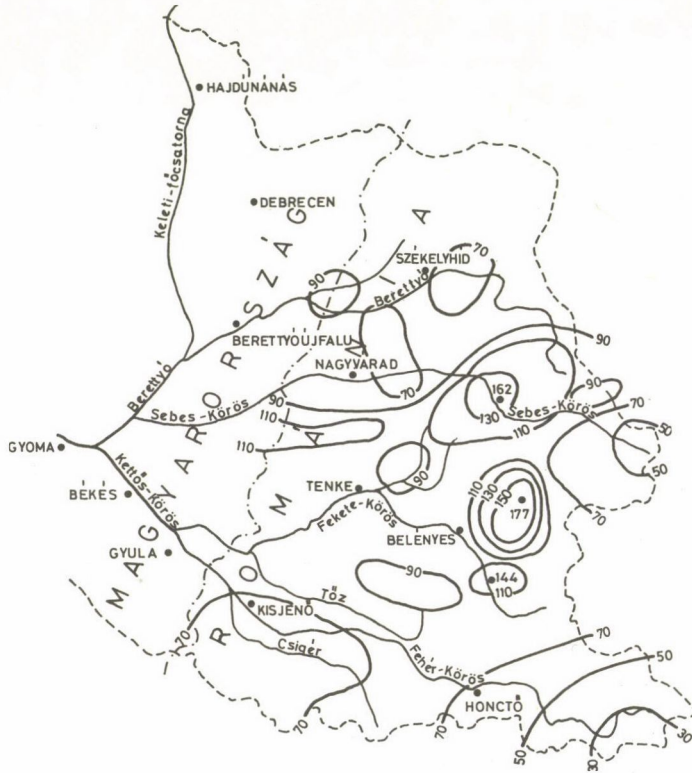 HAJDÚNÁNÁS
Keleti-főcsatorna
DEBRECEN
SZÉKELYHID
70
90
Berettyó
BERETTYÓÚJFALU
NAGYVÁRAD
70
90
Berettyó
Sebes-Körös
90
110
110
162
130
Sebes-Körös
110
90
70
50
50
GYOMA
Kettős-Körös
BÉKÉS
TENKE
90
Fekete-Körös
110
130
150
177
70
BELÉNYES
GYULA
90
144
110
Tőz
KISJENŐ
70
Csigér
Fehér-Körös
70
50
HONCTŐ
70
70
50
30
30
MAGYARORSZÁG
ROMÁNIA